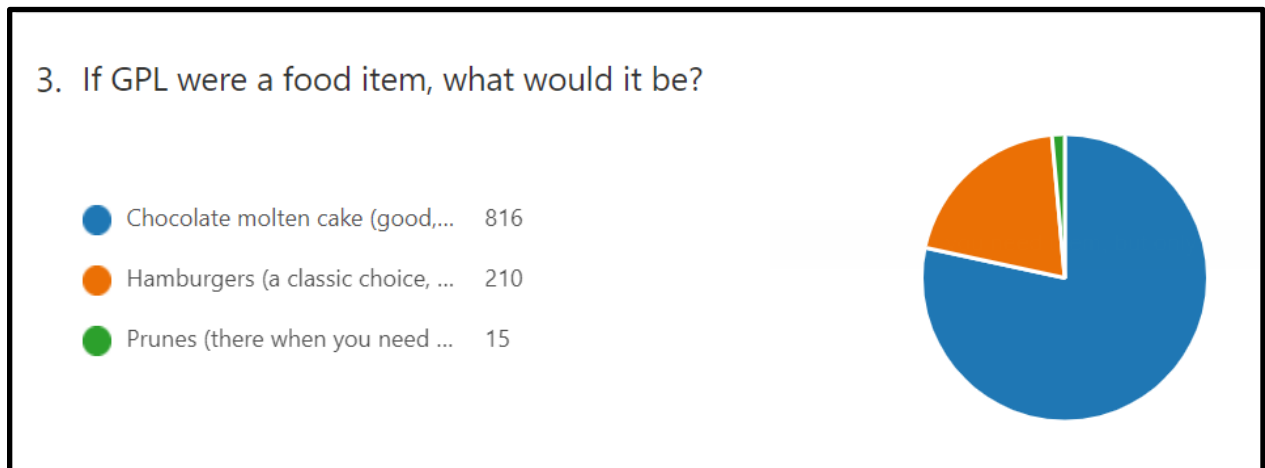 3. If GPL were a food item, what would it be?
Chocolate molten cake (good,... 816
Hamburgers (a classic choice, ... 210
Prunes (there when you need ... 15